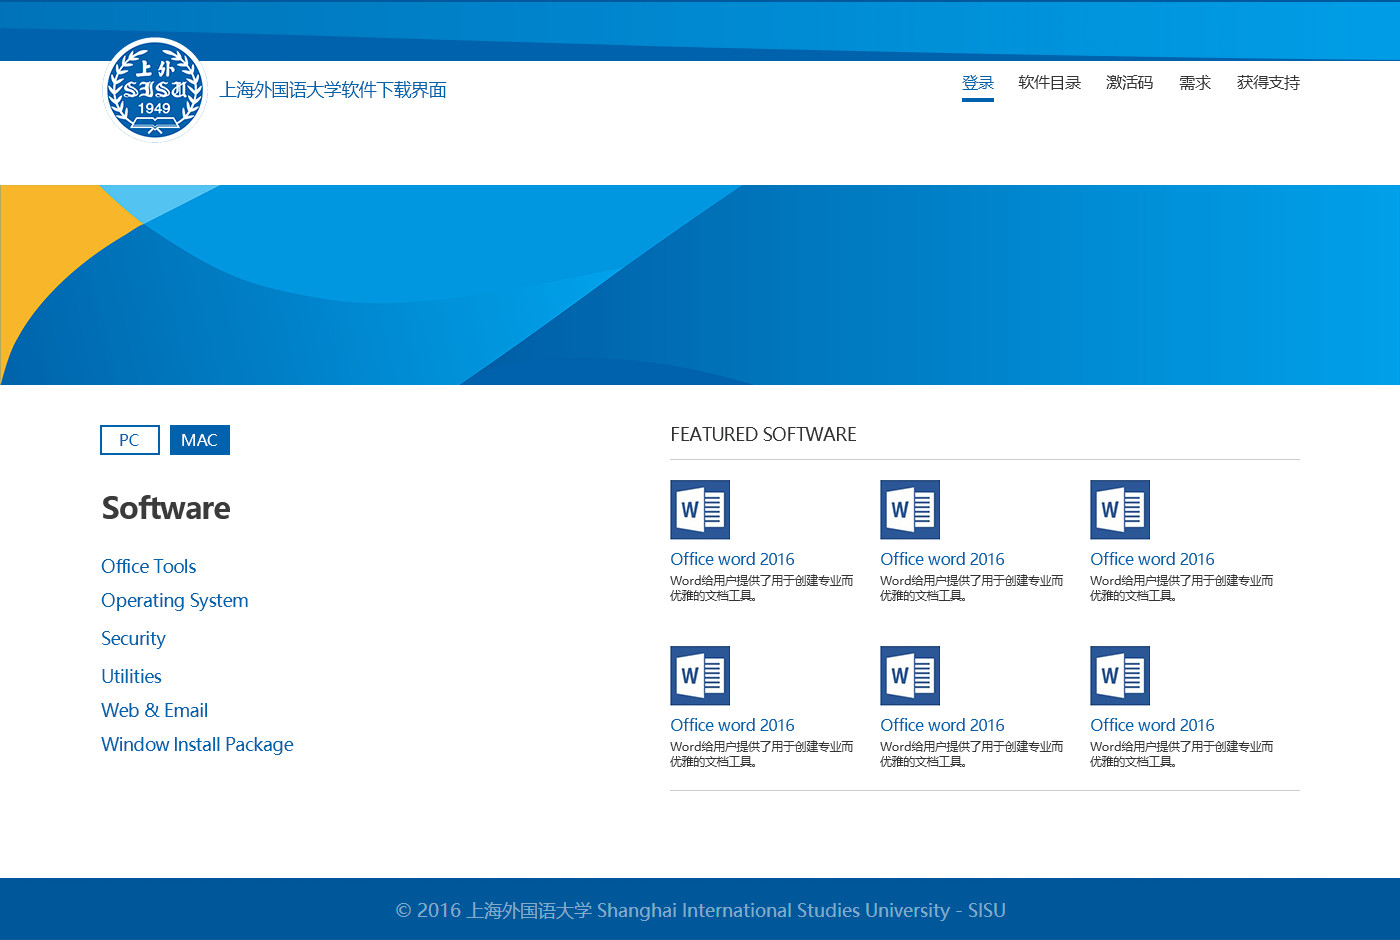 上外
SISU
1949
上海外国语大学软件下载界面
登录 软件目录 激活码 需求 获得支持
PC MAC
Software
Office Tools
Operating System
Security
Utilities
Web & Email
Window Install Package
FEATURED SOFTWARE
W W W
Office word 2016 Office word 2016 Office word 2016
Word给用户提供了用于创建专业而 Word给用户提供了用于创建专业而 Word给用户提供了用于创建专业而
优雅的文档工具。 优雅的文档工具。 优雅的文档工具。
W W W
Office word 2016 Office word 2016 Office word 2016
Word给用户提供了用于创建专业而 Word给用户提供了用于创建专业而 Word给用户提供了用于创建专业而
优雅的文档工具。 优雅的文档工具。 优雅的文档工具。
© 2016 上海外国语大学 Shanghai International Studies University - SISU